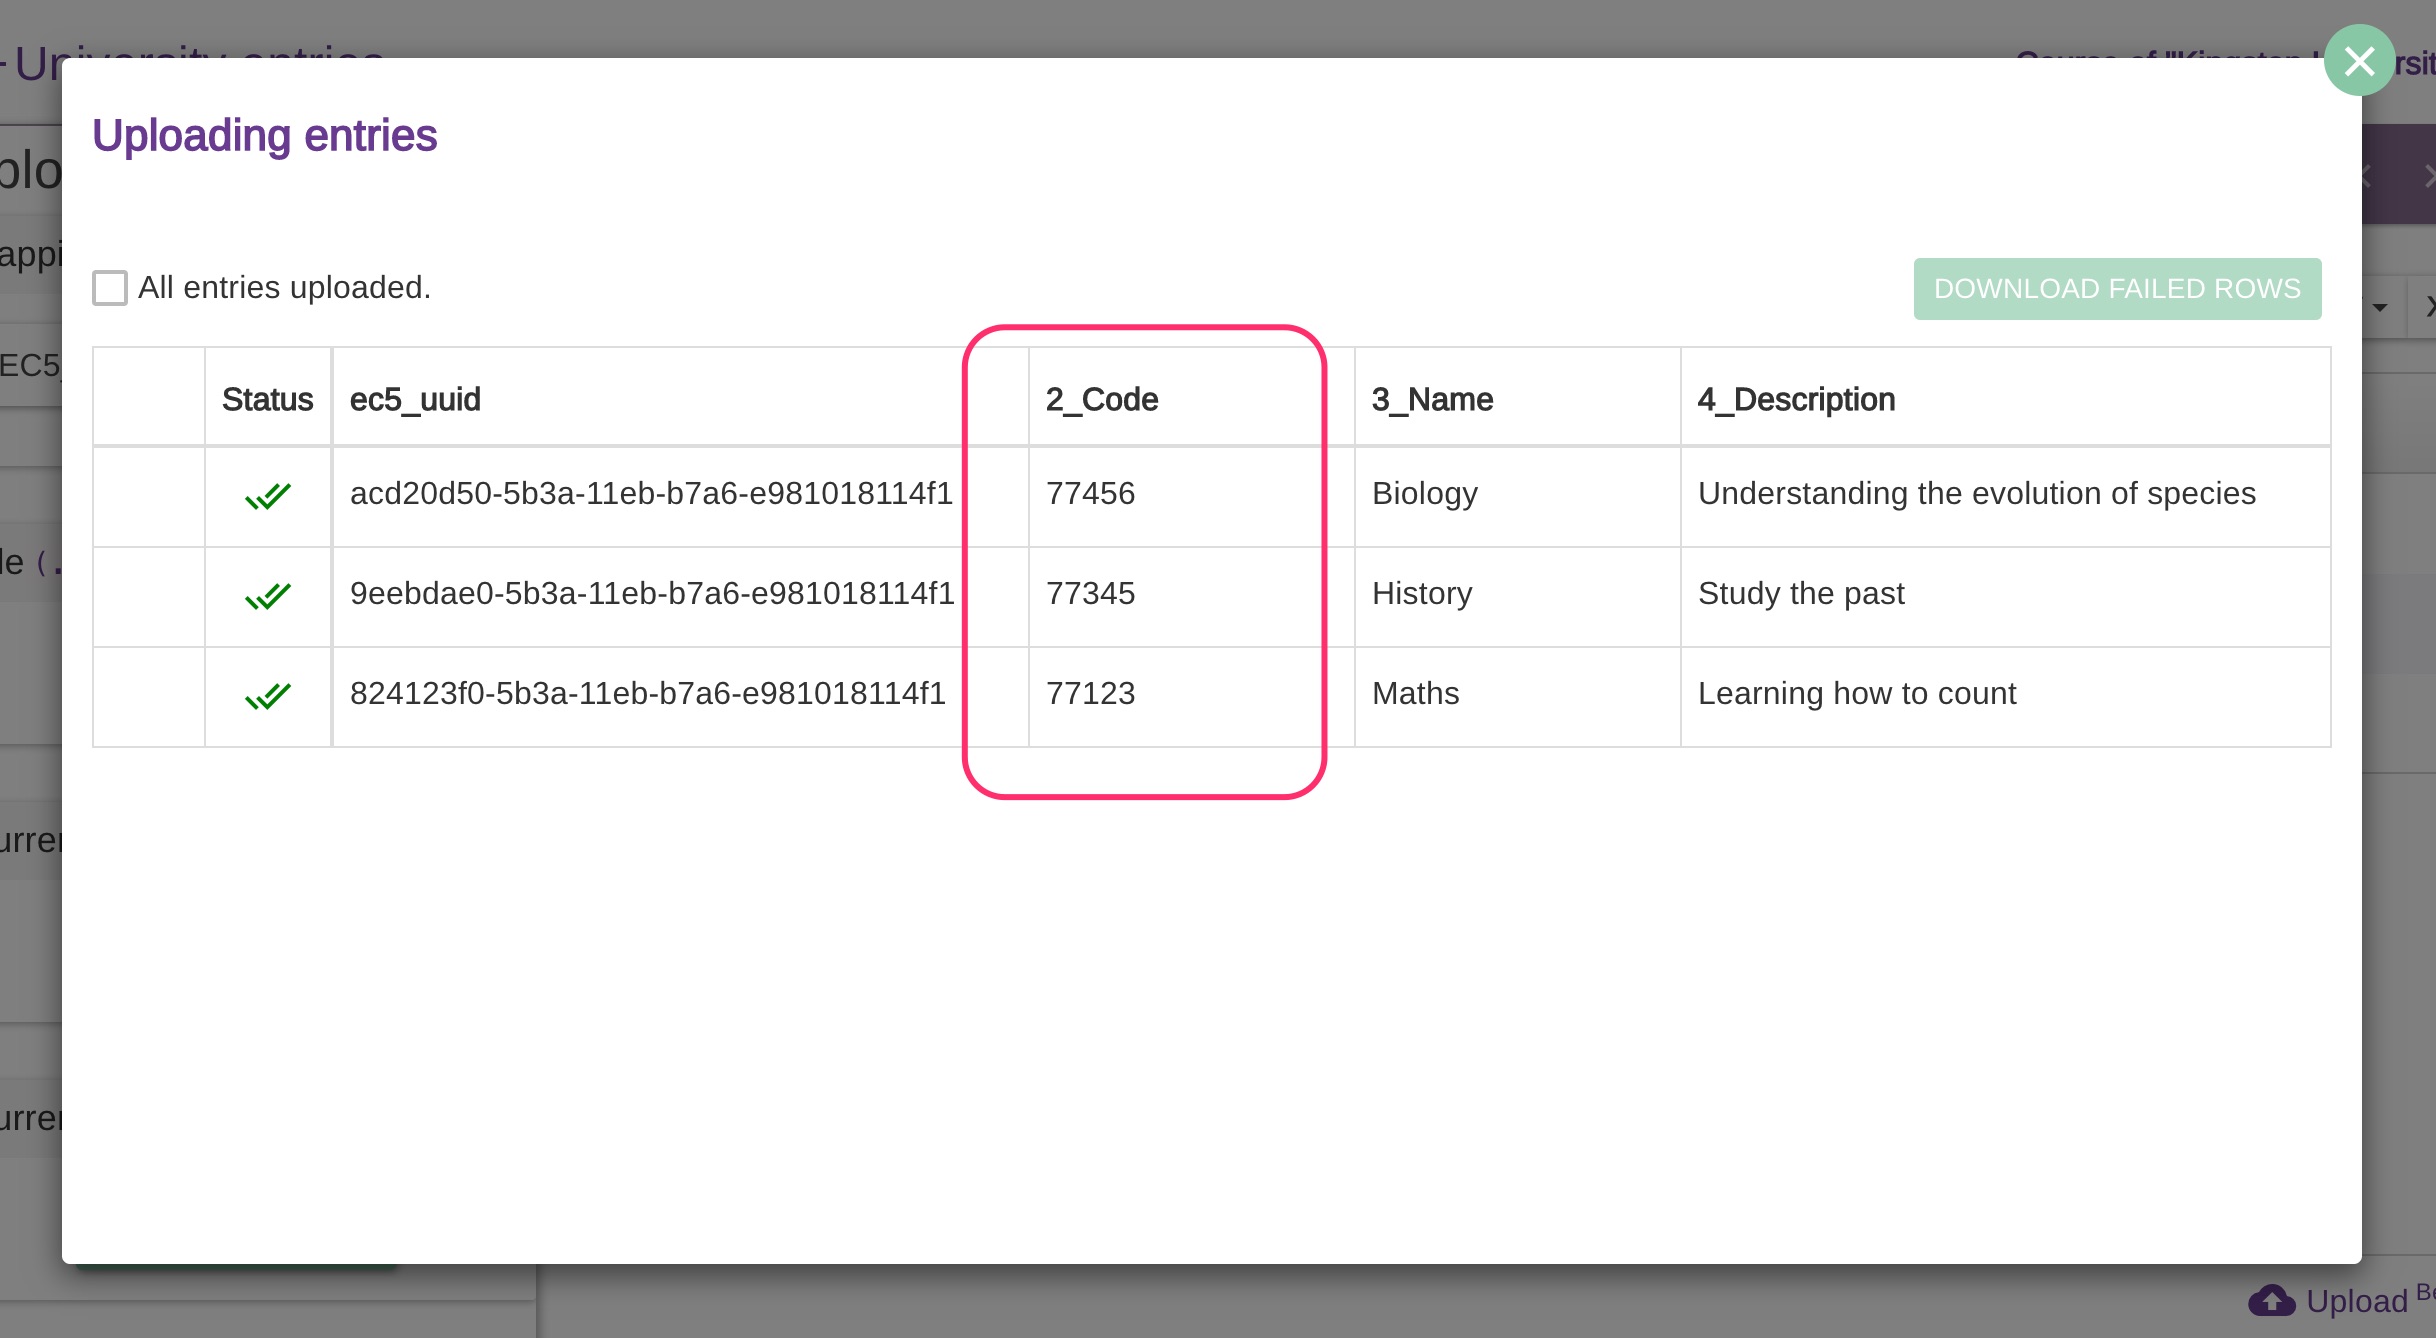 Uploading entries
All entries uploaded.
DOWNLOAD FAILED ROWS
Status ec5_uuid 2_Code 3_Name 4_Description
acd20d50-5b3a-11eb-b7a6-e981018114f1 77456 Biology Understanding the evolution of species
9eebdae0-5b3a-11eb-b7a6-e981018114f1 77345 History Study the past
824123f0-5b3a-11eb-b7a6-e981018114f1 77123 Maths Learning how to count
EC5
Upload